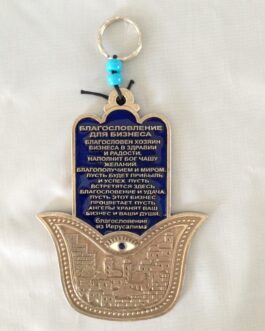 БЛАГОСЛОВЛЕНИЕ
ДЛЯ БИЗНЕСА
БЛАГОСЛОВЕН ХОЗЯИН
БИЗНЕСА В ЗДРАВИИ
И РАДОСТИ.
НАПОЛНИТ БОГ ЧАШУ
ЖЕЛАНИЙ
БЛАГОПОЛУЧИЕМ И МИРОМ.
ПУСТЬ БУДЕТ ПРИБЫЛЬ
И УСПЕХ ПУСТЬ
ВСТРЕТЯТСЯ ЗДЕСЬ
БЛАГОСЛОВЕНИЕ И УДАЧА.
ПУСТЬ ЭТОТ БИЗНЕС
ПРОЦВЕТАЕТ ПУСТЬ
АНГЕЛЫ ХРАНЯТ ВАШ
БИЗНЕС И ВАШИ ДУШИ.
благословение
из Иерусалима